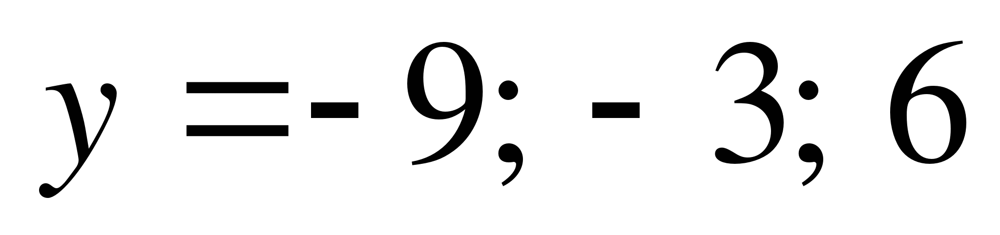 y = - 9; - 3; 6